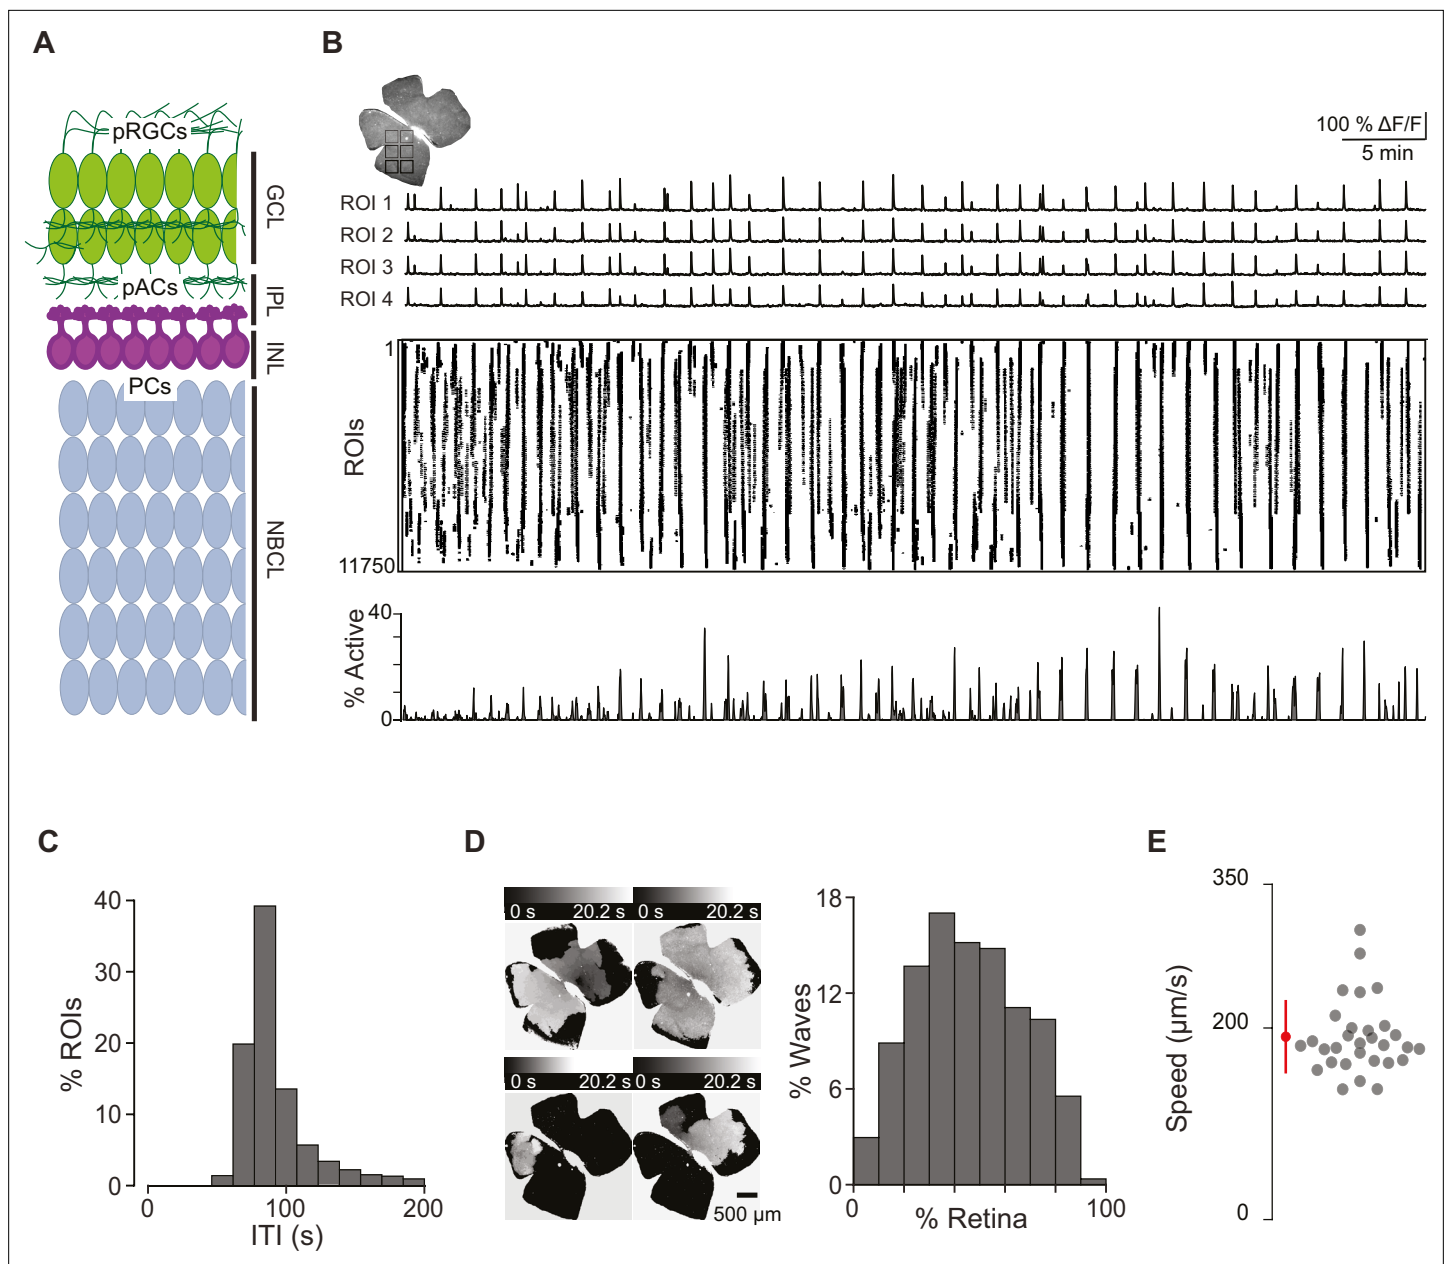 A
B
pRGCs
GCL
pACs
IPL
INL
PCs
NBCL
100 % ΔF/F
5 min
ROI 1
ROI 2
ROI 3
ROI 4
1
ROIs
11750
40
% Active
0
C
40
30
20
10
0
% ROIs
0
100
200
ITI (s)
D
0 s
20.2 s
0 s
20.2 s
0 s
20.2 s
0 s
20.2 s
500 µm
18
12
6
0
% Waves
0
% Retina
100
E
350
200
0
Speed (µm/s)